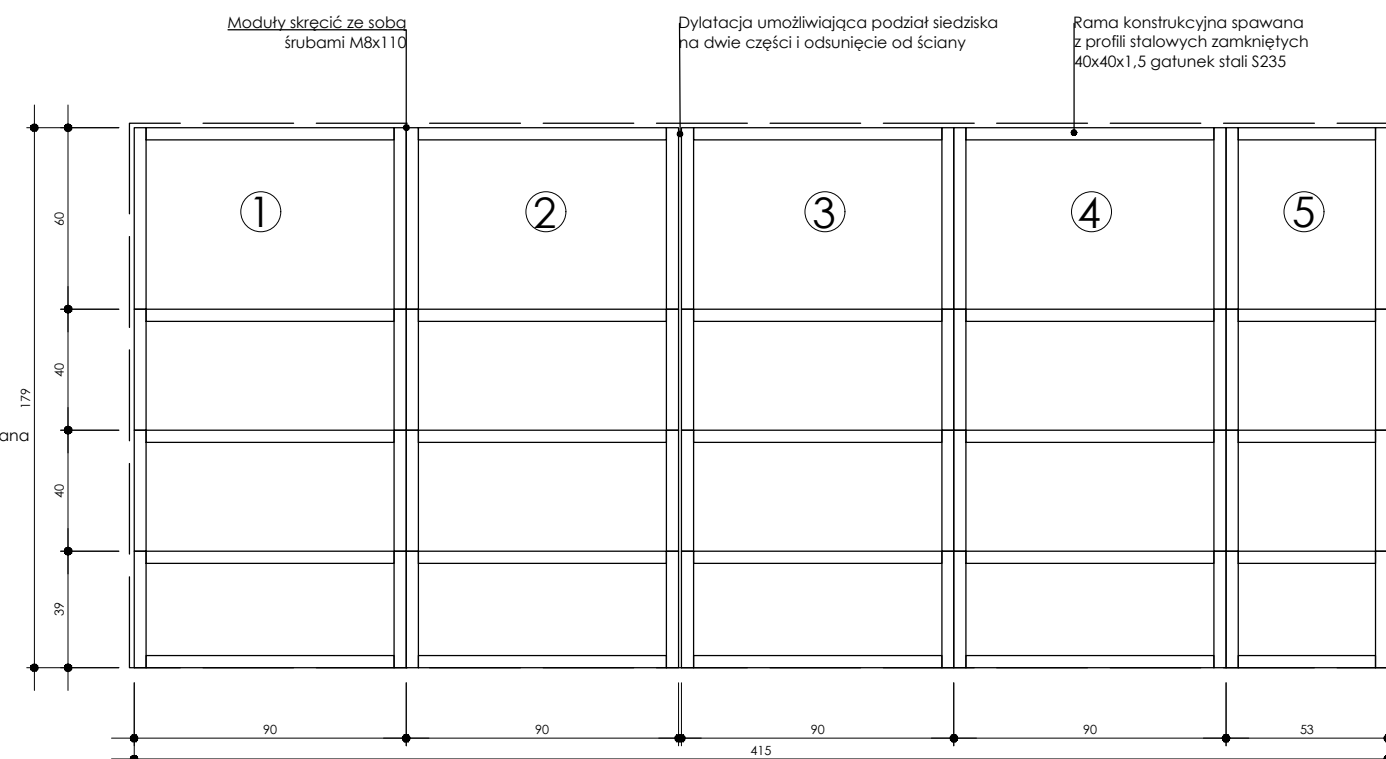 Moduły skręcić ze sobą
śrubami M8x110
Dylatacja umożliwiająca podział siedziska
na dwie części i odsunięcie od ściany
Rama konstrukcyjna spawana
z profili stalowych zamkniętych
40x40x1,5 gatunek stali S235
1
2
3
4
5
60
40
179
ana
40
39
90
90
90
90
53
415